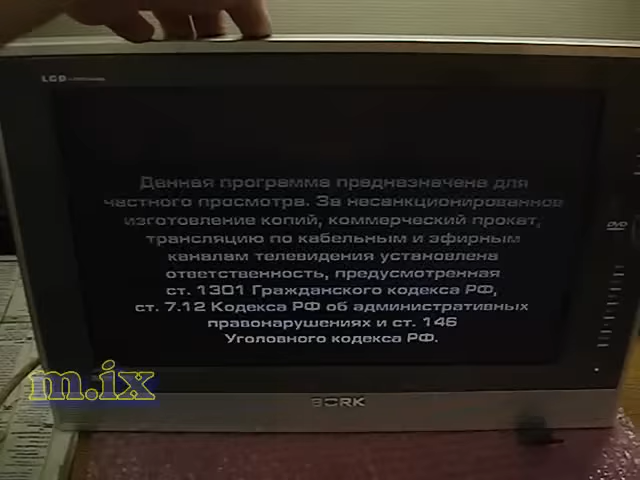 LCD
Данная программа предназначена для
частного просмотра. За несанкционированное
изготовление копий, коммерческий прокат,
трансляцию по кабельным и эфирным
каналам телевидения установлена
ответственность, предусмотренная
ст. 1301 Гражданского кодекса РФ,
ст. 7.12 Кодекса РФ об административных
правонарушениях и ст. 146
Уголовного кодекса РФ.
DVD
m.ix
BORK